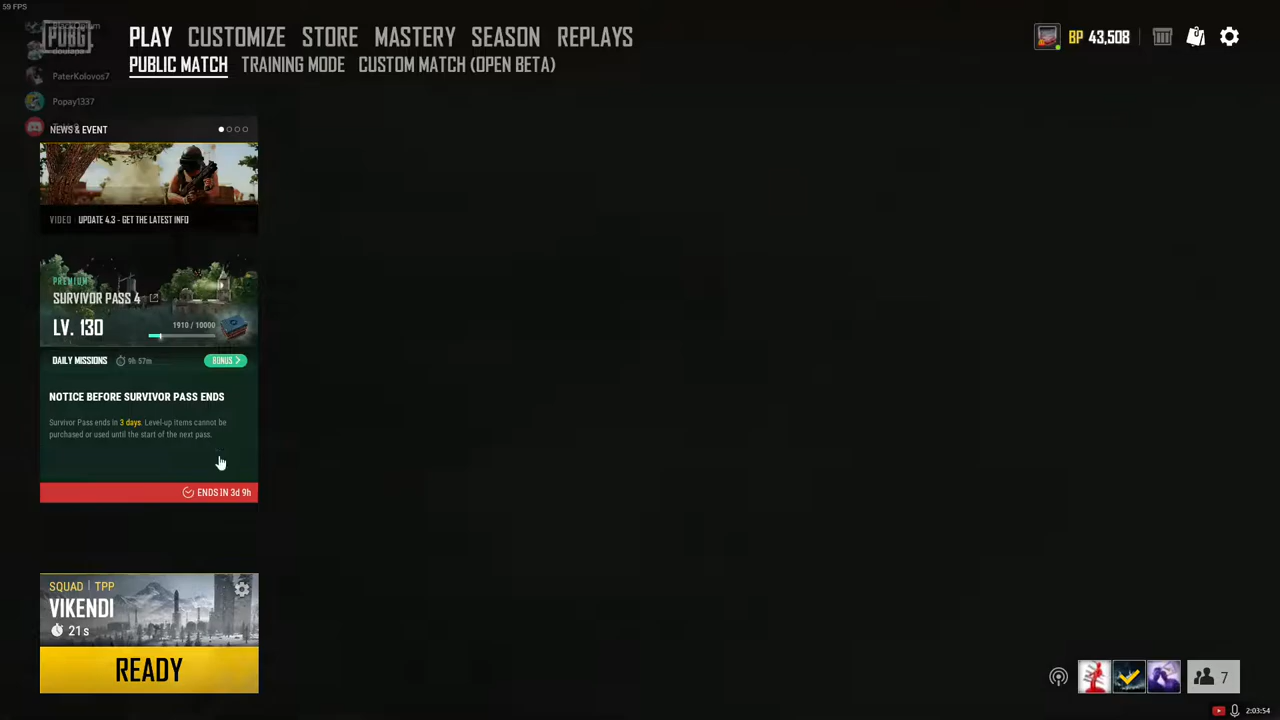 59 FPS
PUBG
PLAY CUSTOMIZE STORE MASTERY SEASON REPLAYS
BP 43,508
PUBLIC MATCH TRAINING MODE CUSTOM MATCH (OPEN BETA)
PaterKolovos7
Popay1337
NEWS & EVENT
VIDEO UPDATE 4.3 - GET THE LATEST INFO
PREMIUM
SURVIVOR PASS 4
LV. 130
1910 / 10000
DAILY MISSIONS 9h 57m BONUS >
NOTICE BEFORE SURVIVOR PASS ENDS
Survivor Pass ends in 3 days. Level-up items cannot be
purchased or used until the start of the next pass.
ENDS IN 3d 9h
SQUAD | TPP
VIKENDI
21 s
READY
7
2:03:54